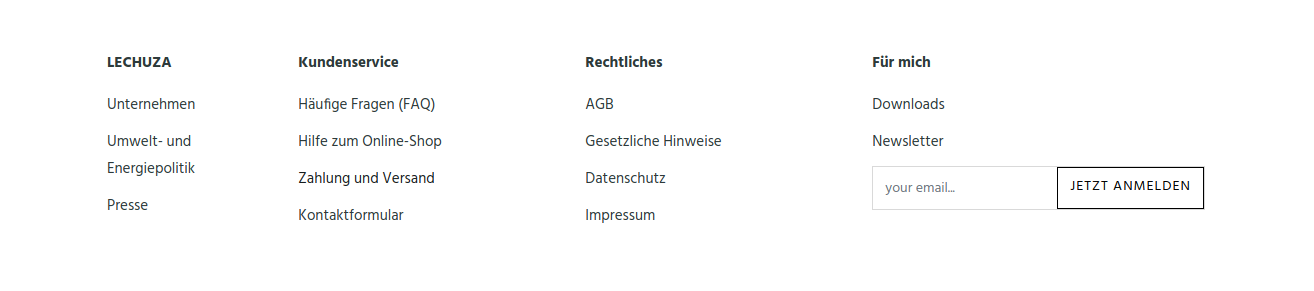 LECHUZA
Unternehmen
Umwelt- und
Energiepolitik
Presse
Kundenservice
Häufige Fragen (FAQ)
Hilfe zum Online-Shop
Zahlung und Versand
Kontaktformular
Rechtliches
AGB
Gesetzliche Hinweise
Datenschutz
Impressum
Für mich
Downloads
Newsletter
your email...
JETZT ANMELDEN